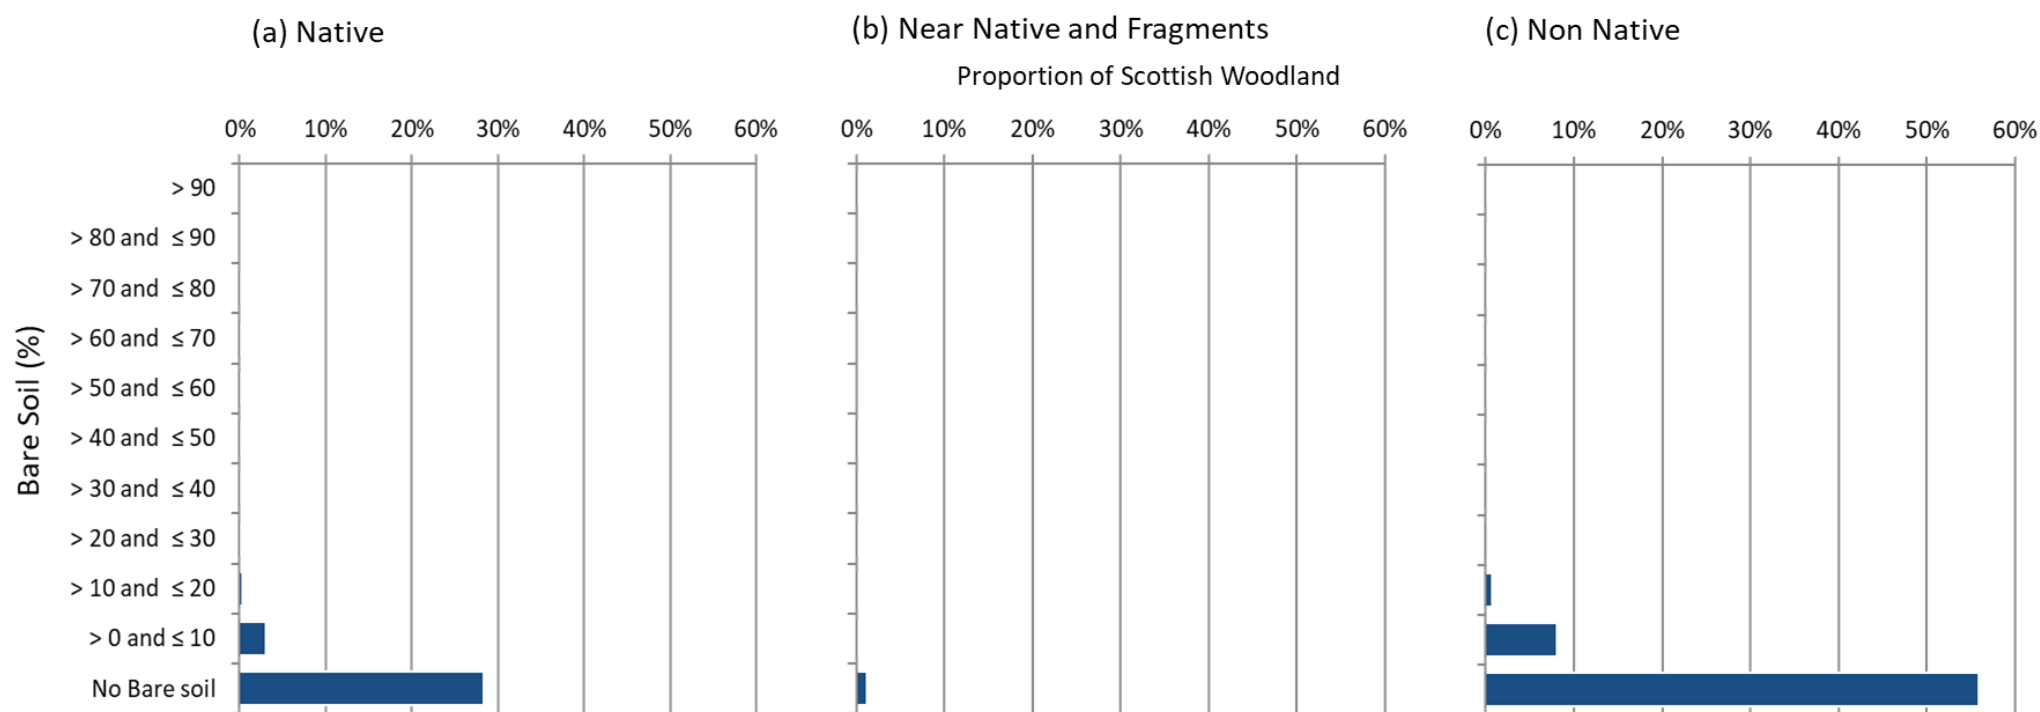 (a) Native
(b) Near Native and Fragments
(c) Non Native
Proportion of Scottish Woodland
0% 10% 20% 30% 40% 50% 60%
0% 10% 20% 30% 40% 50% 60%
0% 10% 20% 30% 40% 50% 60%
Bare Soil (%)
> 90
> 80 and ≤ 90
> 70 and ≤ 80
> 60 and ≤ 70
> 50 and ≤ 60
> 40 and ≤ 50
> 30 and ≤ 40
> 20 and ≤ 30
> 10 and ≤ 20
> 0 and ≤ 10
No Bare soil